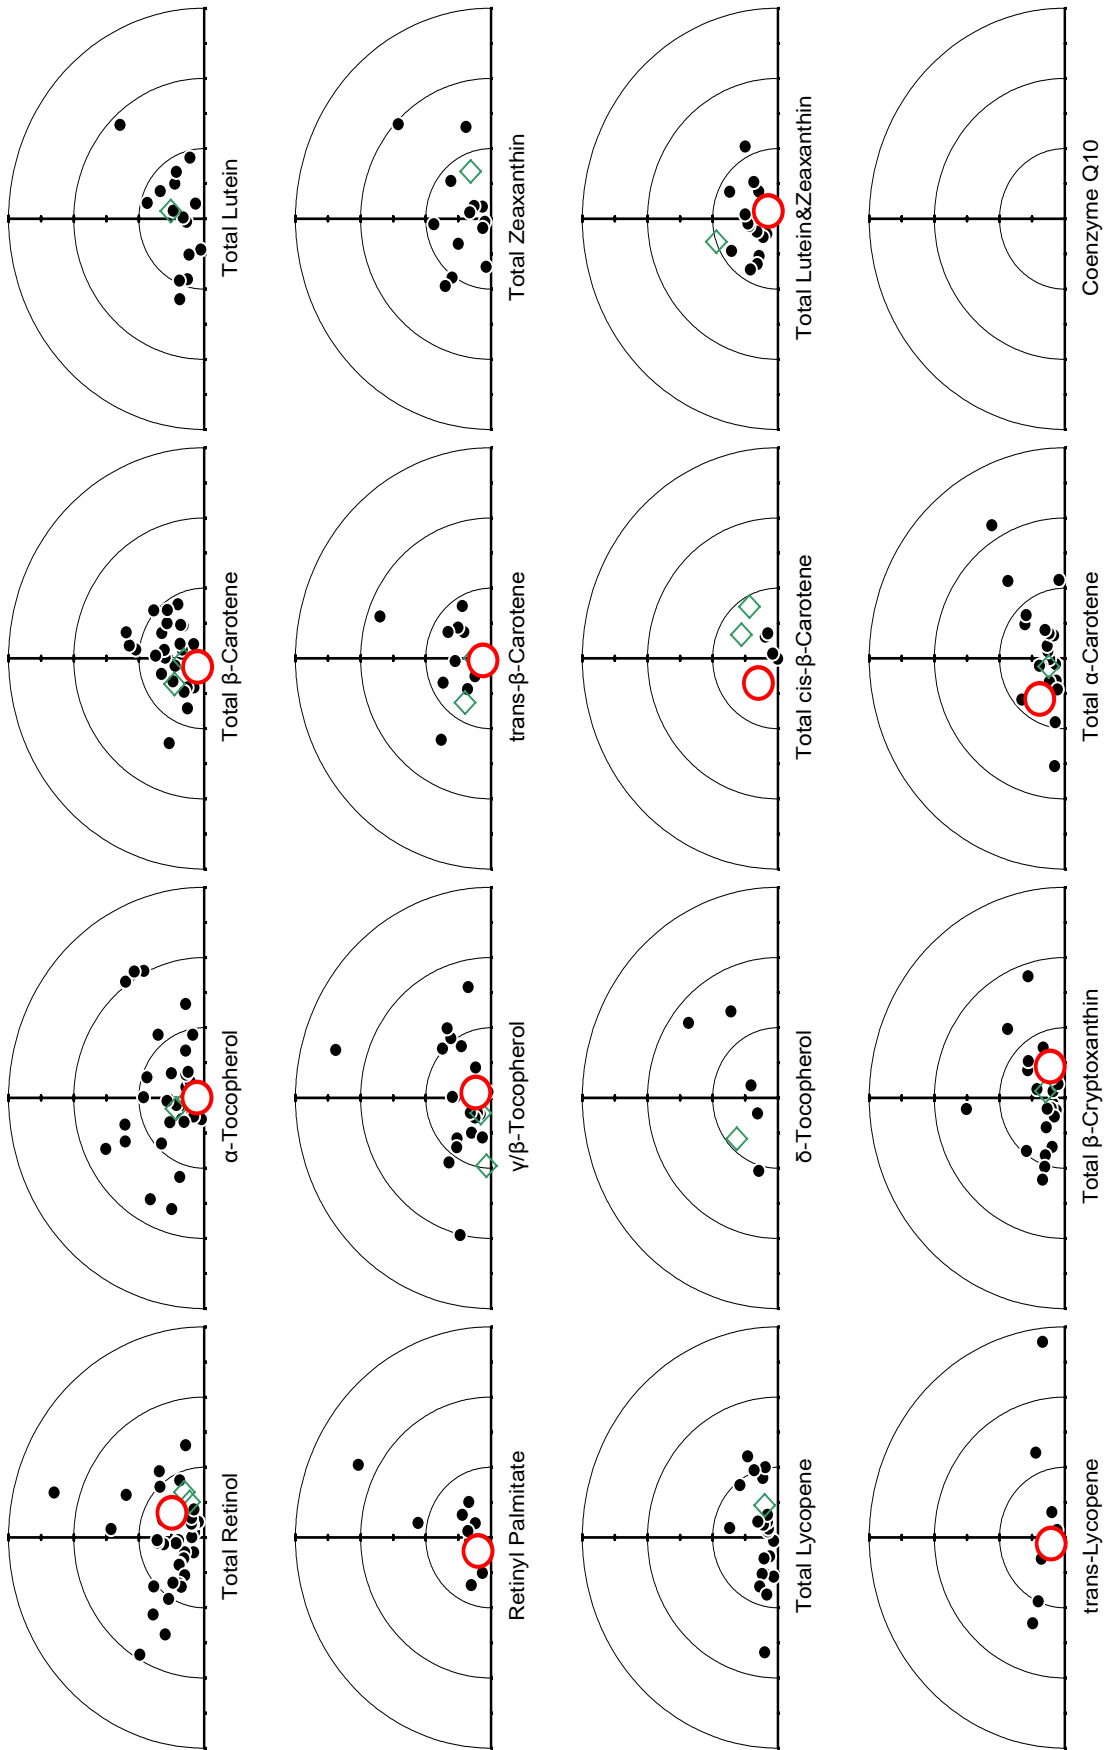 Total Retinol
α-Tocopherol
Total β-Carotene
Total Lutein
Retinyl Palmitate
γ/β-Tocopherol
trans-β-Carotene
Total Zeaxanthin
Total Lycopene
δ-Tocopherol
Total cis-β-Carotene
Total Lutein&Zeaxanthin
trans-Lycopene
Total β-Cryptoxanthin
Total α-Carotene
Coenzyme Q10